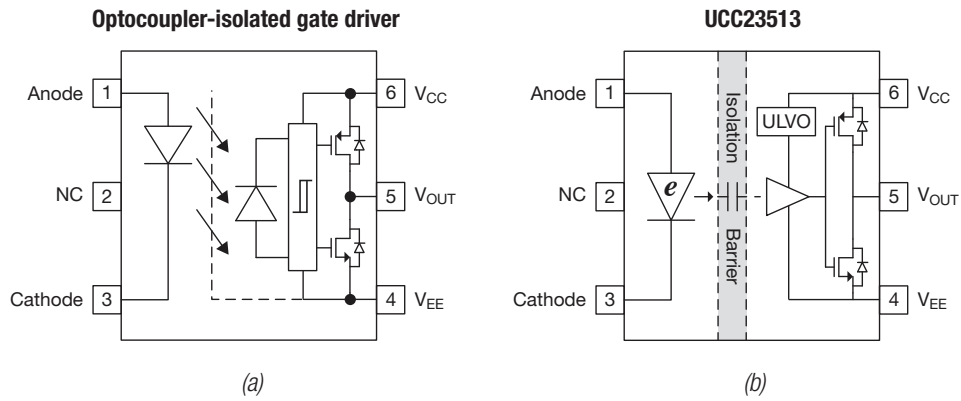 Optocoupler-isolated gate driver
Anode 1
6 VCC
NC 2
5 VOUT
Cathode 3
4 VEE
(a)
UCC23513
Anode 1
Isolation
ULVO
6 VCC
NC 2
e
5 VOUT
Barrier
Cathode 3
4 VEE
(b)